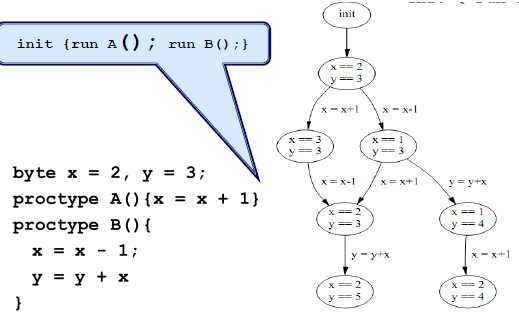 init {run A(); run B();}
byte x = 2, y = 3;
proctype A(){x = x + 1}
proctype B(){
x = x - 1;
y = y + x
}
init
x == 2
y == 3
x = x+1
x = x-1
x == 3
y == 3
x == 1
y == 3
x = x-1
x = x+1
y = y+x
x == 2
y == 3
x == 1
y == 4
y = y+x
x = x+1
x == 2
y == 5
x == 2
y == 4